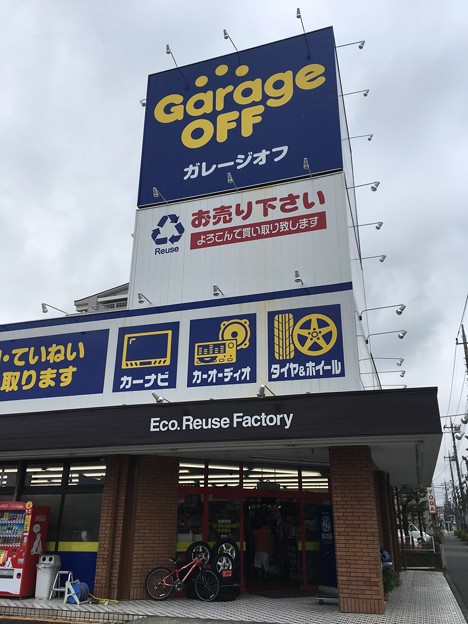 Garage
OFF
ガレージオフ
お売り下さい
よろこんで買い取り致します
Reuse
・ていねい
取ります
カーナビ
カーオーディオ
タイヤ&ホイール
Eco. Reuse Factory